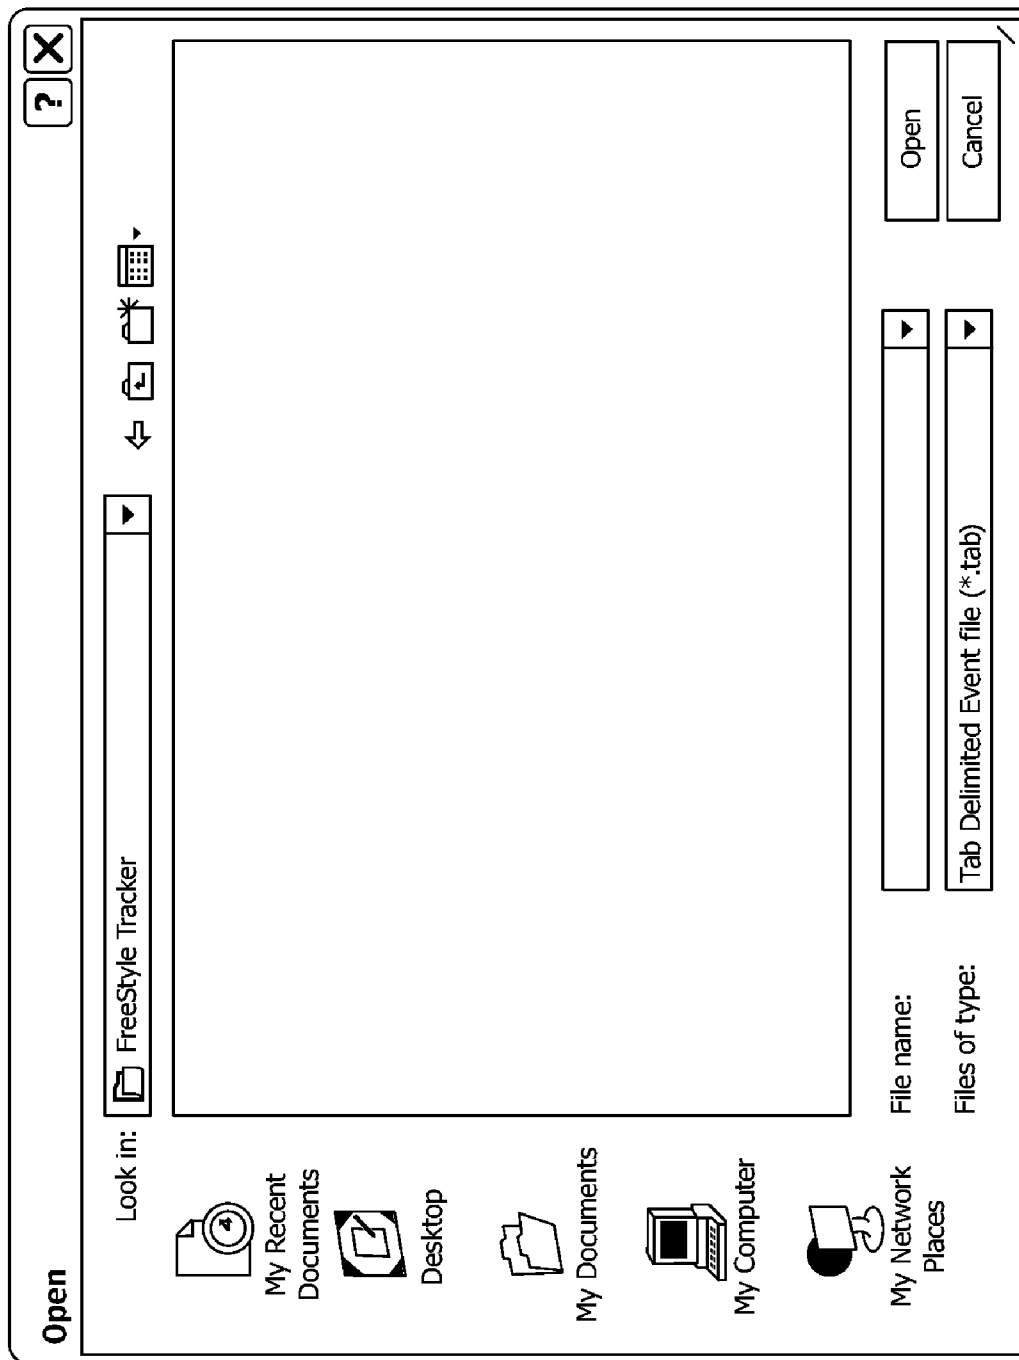 Open
? X
Look in:
FreeStyle Tracker
My Recent
Documents
Desktop
My Documents
My Computer
My Network
Places
File name:
Open
Files of type:
Tab Delimited Event file (*.tab)
Cancel